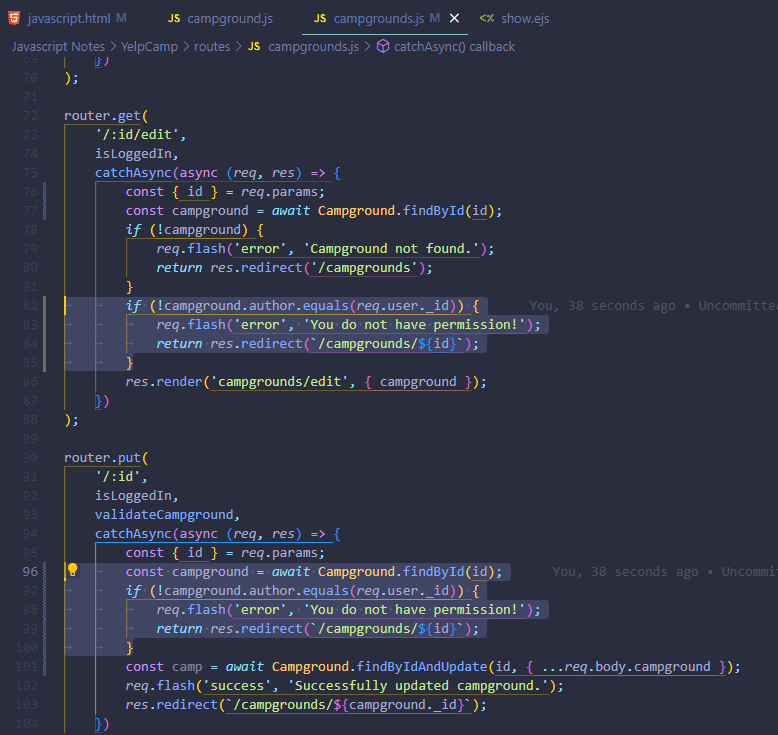 javascript.html M JS campground.js JS campgrounds.js M × <% show.ejs
Javascript Notes > YelpCamp > routes > JS campgrounds.js > catchAsync() callback
69 })
70 );
71
72 router.get(
73 '/:id/edit',
74 isLoggedIn,
75 catchAsync(async (req, res) => {
76 const { id } = req.params;
77 const campground = await Campground.findById(id);
78 if (!campground) {
79 req.flash('error', 'Campground not found.');
80 return res.redirect('/campgrounds');
81 }
82 if (!campground.author.equals(req.user._id)) { You, 38 seconds ago • Uncommitte
83 req.flash('error', 'You do not have permission!');
84 return res.redirect(`/campgrounds/${id}`);
85 }
86 res.render('campgrounds/edit', { campground });
87 })
88 );
89
90 router.put(
91 '/:id',
92 isLoggedIn,
93 validateCampground,
94 catchAsync(async (req, res) => {
95 const { id } = req.params;
96 const campground = await Campground.findById(id); You, 38 seconds ago • Uncommit
97 if (!campground.author.equals(req.user._id)) {
98 req.flash('error', 'You do not have permission!');
99 return res.redirect(`/campgrounds/${id}`);
100 }
101 const camp = await Campground.findByIdAndUpdate(id, { ...req.body.campground });
102 req.flash('success', 'Successfully updated campground.');
103 res.redirect(`/campgrounds/${campground._id}`);
104 })